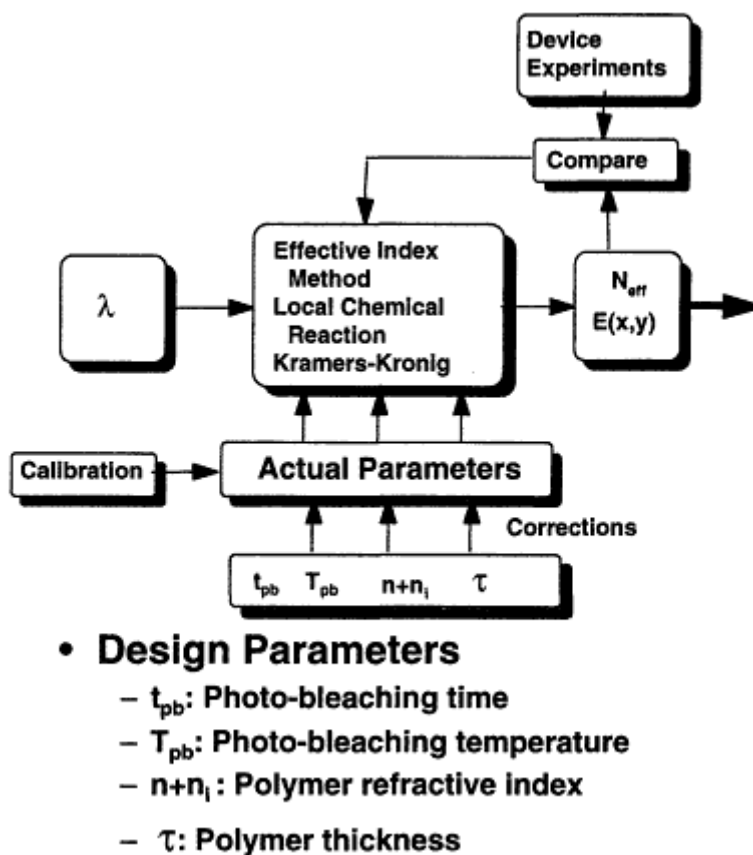 Device
Experiments
Compare
Effective Index
Method
Local Chemical
Reaction
Kramers-Kronig
λ
N_eff
E(x,y)
Calibration
Actual Parameters
Corrections
t_pb T_pb n+n_i τ
• Design Parameters
– t_pb: Photo-bleaching time
– T_pb: Photo-bleaching temperature
– n+n_i : Polymer refractive index
– τ: Polymer thickness